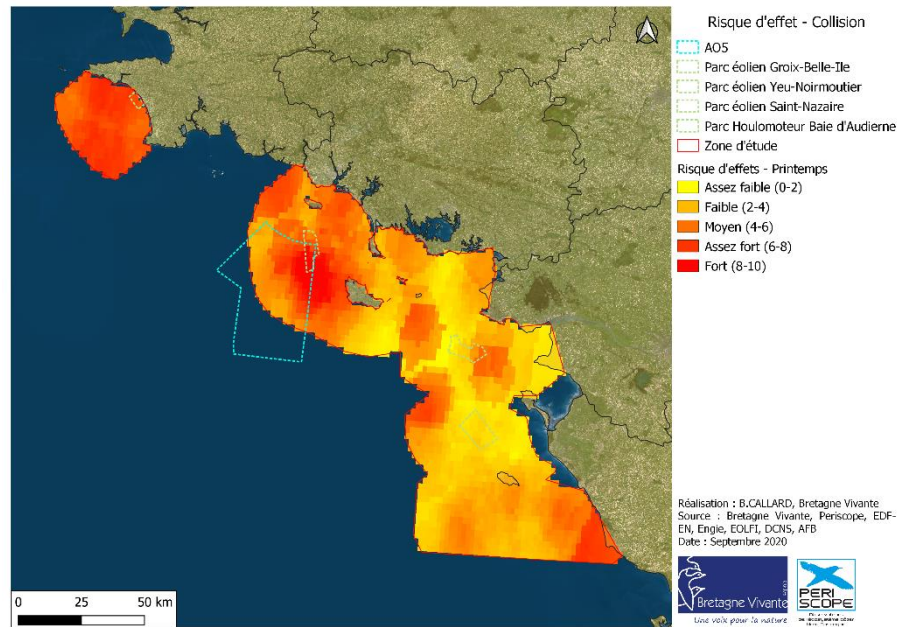 Risque d'effet - Collision
AO5
Parc éolien Groix-Belle-Ile
Parc éolien Yeu-Noirmoutier
Parc éolien Saint-Nazaire
Parc Houlomoteur Baie d'Audierne
Zone d'étude
Risque d'effets - Printemps
Assez faible (0-2)
Faible (2-4)
Moyen (4-6)
Assez fort (6-8)
Fort (8-10)
Réalisation : B.CALLARD, Bretagne Vivante
Source : Bretagne Vivante, Periscope, EDF-
EN, Engie, EOLFI, DCNS, AFB
Date : Septembre 2020
0 25 50 km
Bretagne Vivante
Une voix pour la nature
PERI
SCOPE